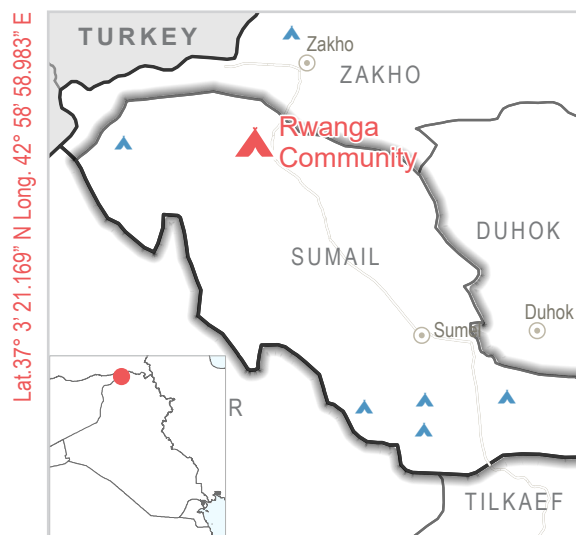 Lat.37° 3' 21.169" N Long. 42° 58' 58.983" E
TURKEY
Zakho
ZAKHO
Rwanga
Community
DUHOK
SUMAIL
Duhok
R
TILKAEF